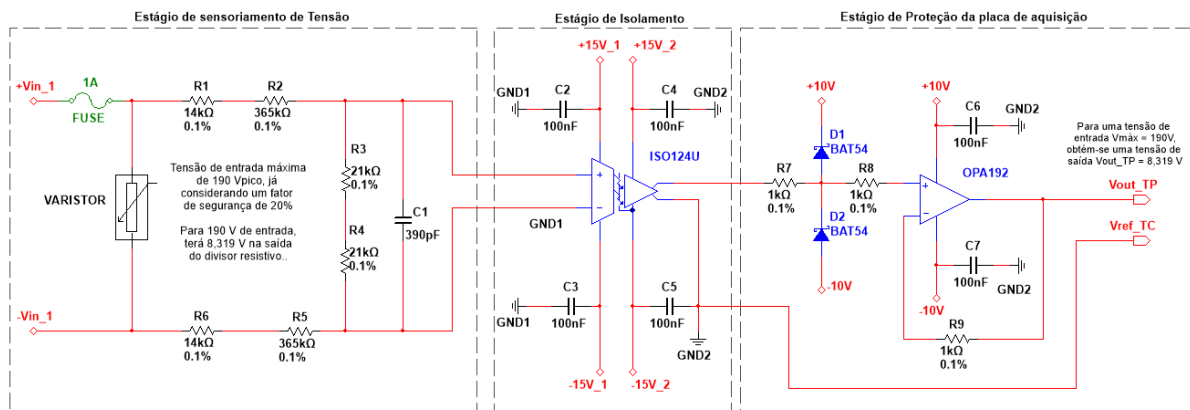 Estágio de sensoriamento de Tensão
+Vin_1
1A
FUSE
R1
14kΩ
0.1%
R2
365kΩ
0.1%
VARISTOR
Tensão de entrada máxima
de 190 Vpico, já
considerando um fator
de segurança de 20%
Para 190 V de entrada,
terá 8,319 V na saída
do divisor resistivo..
R3
21kΩ
0.1%
R4
21kΩ
0.1%
C1
390pF
-Vin_1
R6
14kΩ
0.1%
R5
365kΩ
0.1%
Estágio de Isolamento
+15V_1
+15V_2
GND1
C2
100nF
C4
100nF
GND2
ISO124U
GND1
C3
100nF
GND1
C5
100nF
GND2
-15V_1
-15V_2
Estágio de Proteção da placa de aquisição
+10V
+10V
C6
100nF
GND2
D1
BAT54
R7
1kΩ
0.1%
R8
1kΩ
0.1%
OPA192
D2
BAT54
-10V
C7
100nF
GND2
-10V
R9
1kΩ
0.1%
Para uma tensão de
entrada Vmáx = 190V,
obtém-se uma tensão de
saída Vout_TP = 8,319 V
Vout_TP
Vref_TC